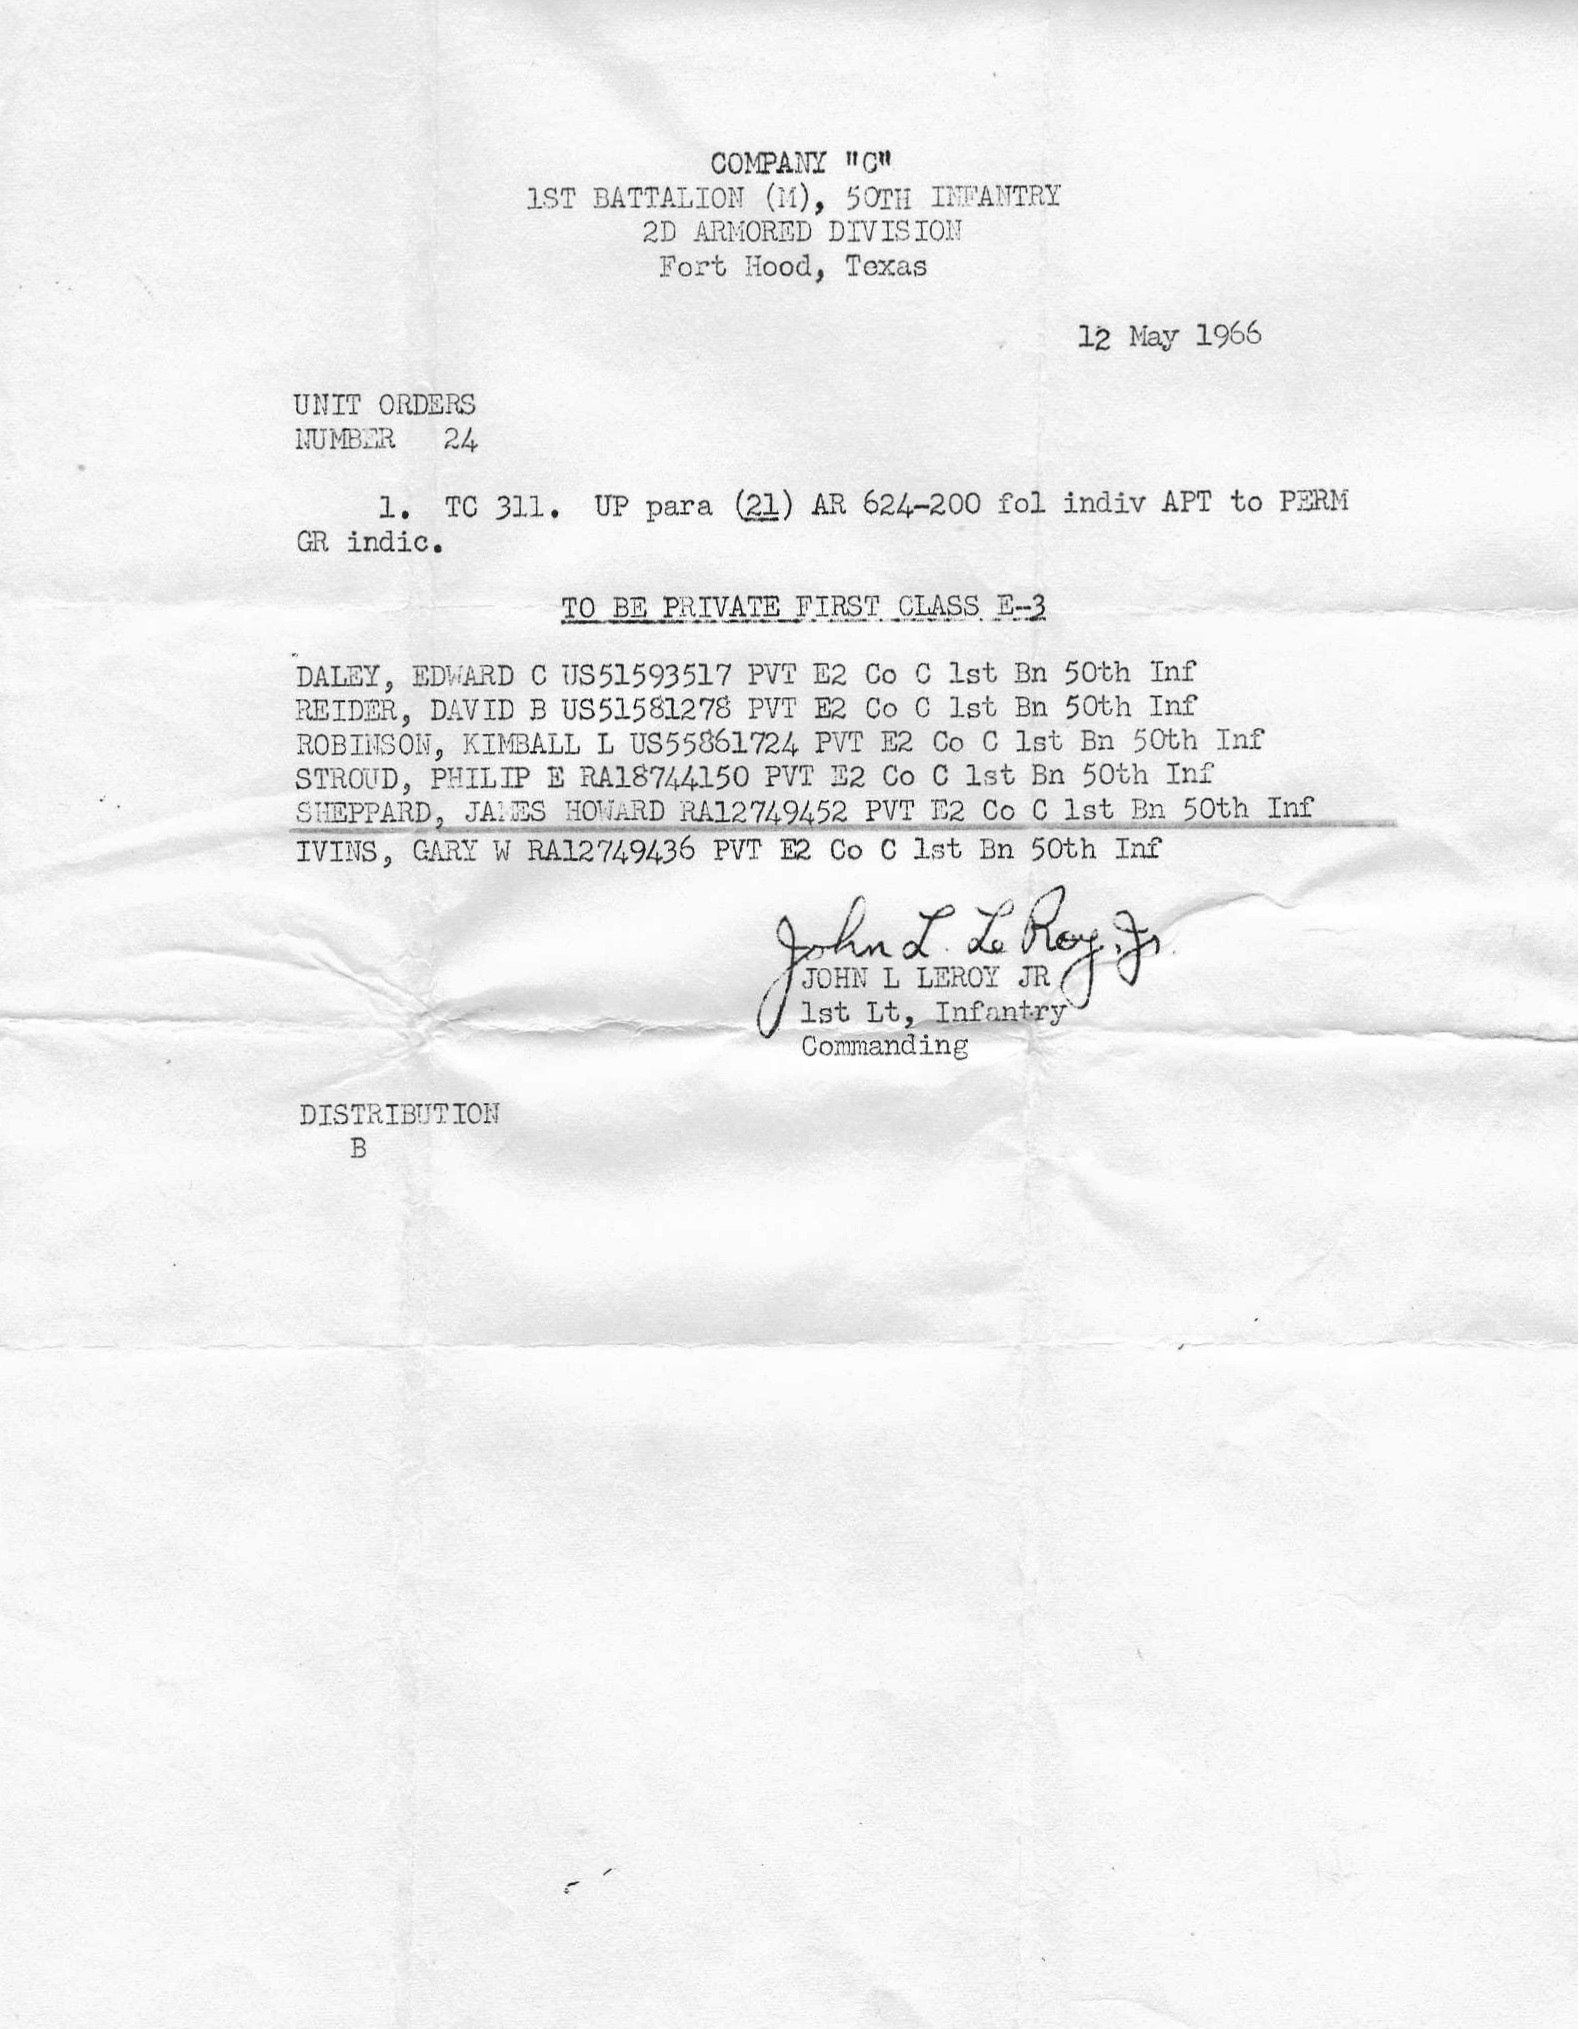 COMPANY "C"
1ST BATTALION (M), 50TH INFANTRY
2D ARMORED DIVISION
Fort Hood, Texas
12 May 1966
UNIT ORDERS
NUMBER 24
1. TC 311. UP para (21) AR 624-200 fol indiv APT to PERM
GR indic.
TO BE PRIVATE FIRST CLASS E-3
DALEY, EDWARD C US51593517 PVT E2 Co C 1st Bn 50th Inf
REIDER, DAVID B US51581278 PVT E2 Co C 1st Bn 50th Inf
ROBINSON, KIMBALL L US55861724 PVT E2 Co C 1st Bn 50th Inf
STROUD, PHILIP E RA18744150 PVT E2 Co C 1st Bn 50th Inf
SHEPPARD, JAMES HOWARD RA12749452 PVT E2 Co C 1st Bn 50th Inf
IVINS, GARY W RA12749436 PVT E2 Co C 1st Bn 50th Inf
John L. Le Roy, Jr.
JOHN L LEROY JR
1st Lt, Infantry
Commanding
DISTRIBUTION
B